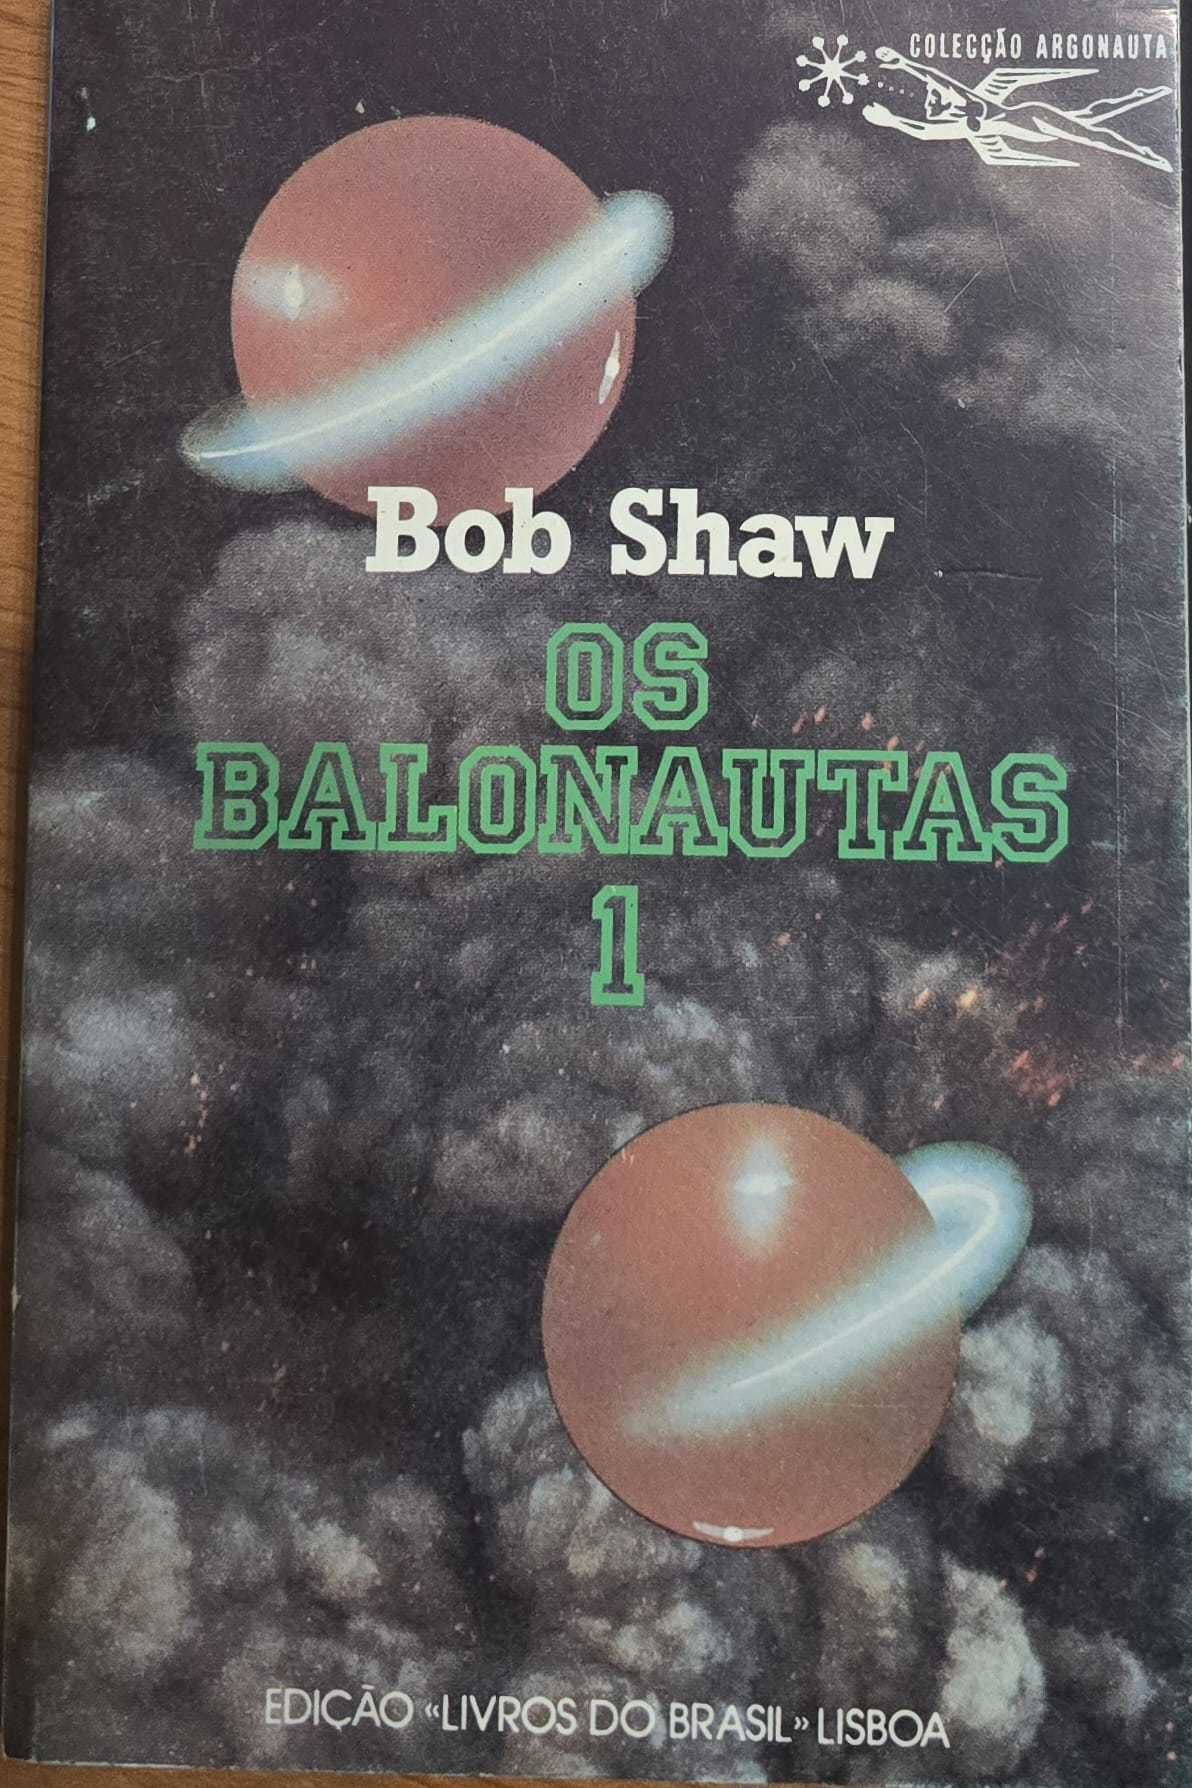 COLECÇÃO ARGONAUTA
Bob Shaw
OS
BALONAUTAS
1
EDIÇÃO «LIVROS DO BRASIL» LISBOA